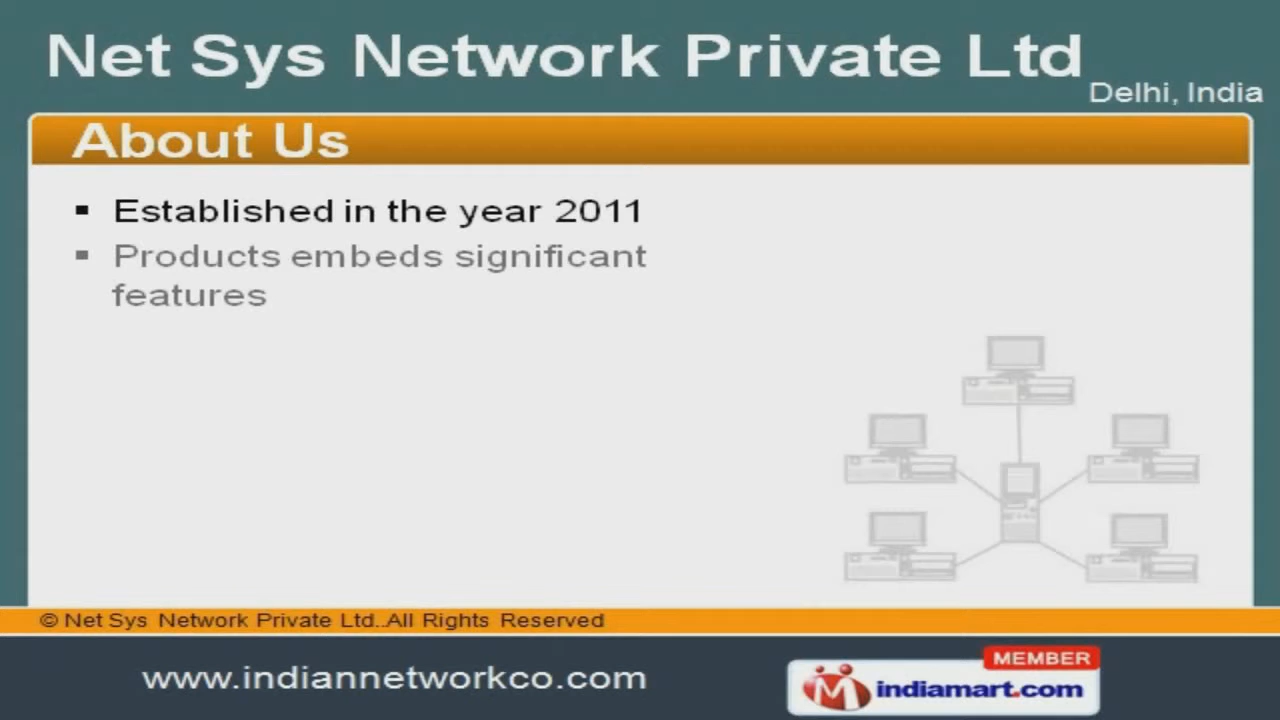 Net Sys Network Private Ltd
Delhi, India
About Us
▪ Established in the year 2011
▪ Products embeds significant
features
© Net Sys Network Private Ltd..All Rights Reserved
www.indiannetworkco.com
MEMBER
indiamart.com